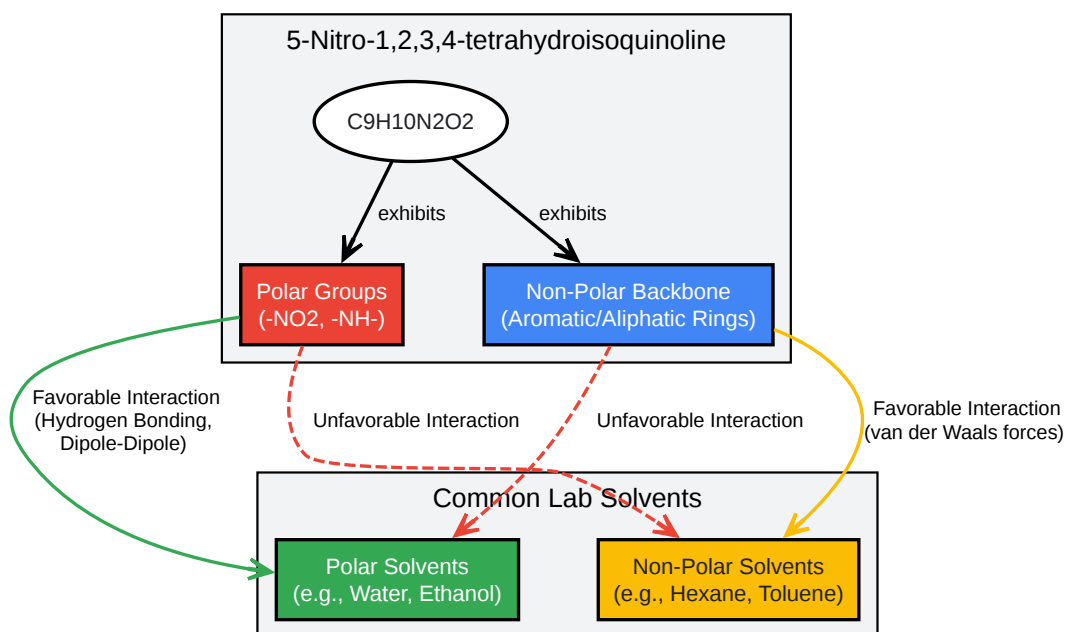 5-Nitro-1,2,3,4-tetrahydroisoquinoline
C9H10N2O2
exhibits
exhibits
Polar Groups
(-NO2, -NH-)
Non-Polar Backbone
(Aromatic/Aliphatic Rings)
Favorable Interaction
(Hydrogen Bonding,
Dipole-Dipole)
Unfavorable Interaction
Unfavorable Interaction
Favorable Interaction
(van der Waals forces)
Common Lab Solvents
Polar Solvents
(e.g., Water, Ethanol)
Non-Polar Solvents
(e.g., Hexane, Toluene)